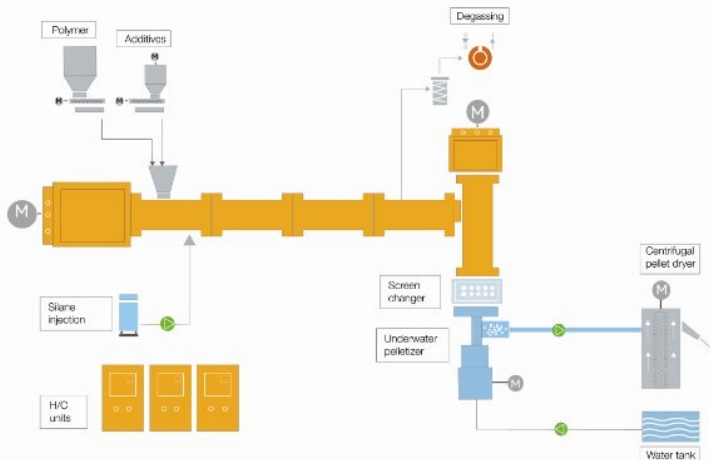 Polymer
Additives
Degassing
M
M
M
M
M
Silane
injection
Screen
changer
Centrifugal
pellet dryer
M
Underwater
pelletizer
M
H/C
units
Water tank